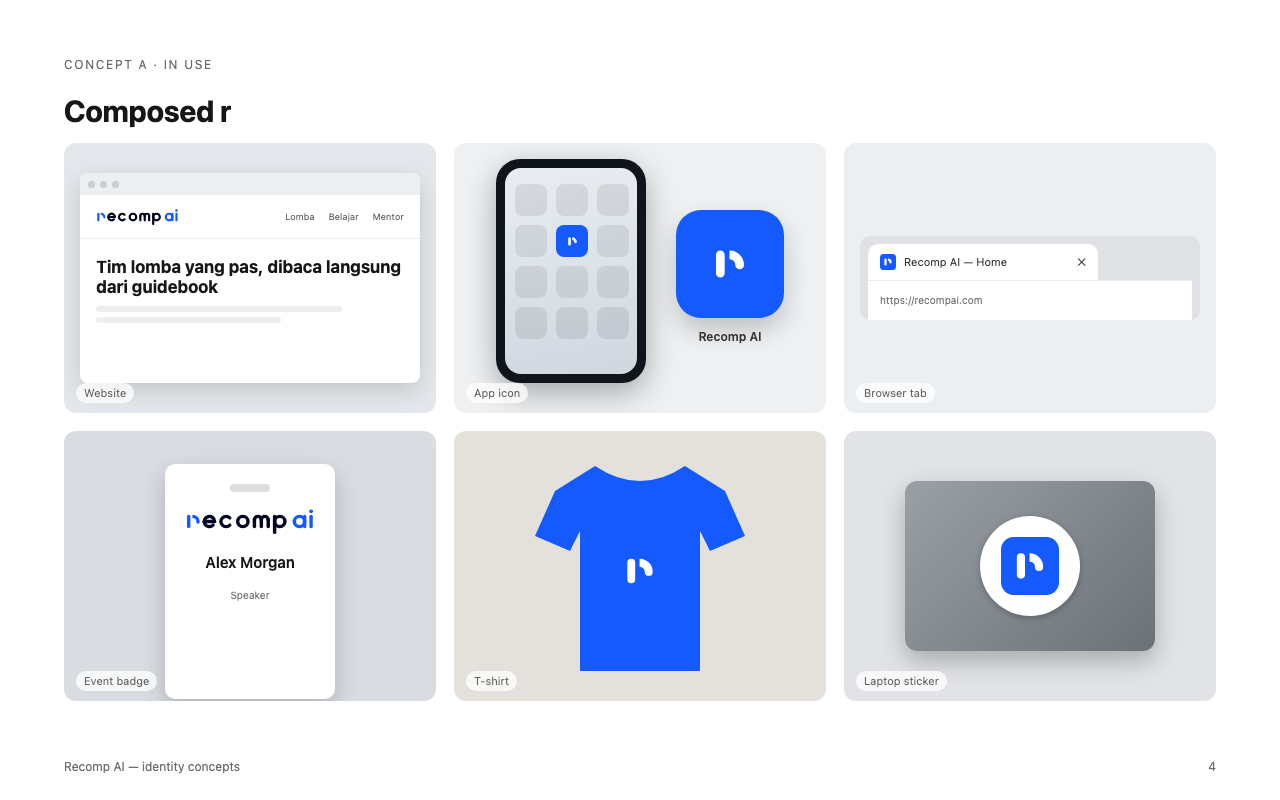 CONCEPT A · IN USE
Composed r
recomp ai
Lomba Belajar Mentor
Tim lomba yang pas, dibaca langsung
dari guidebook
Website
Recomp AI
App icon
Recomp AI — Home
https://recompai.com
Browser tab
recomp ai
Alex Morgan
Speaker
Event badge
T-shirt
Laptop sticker
Recomp AI — identity concepts
4